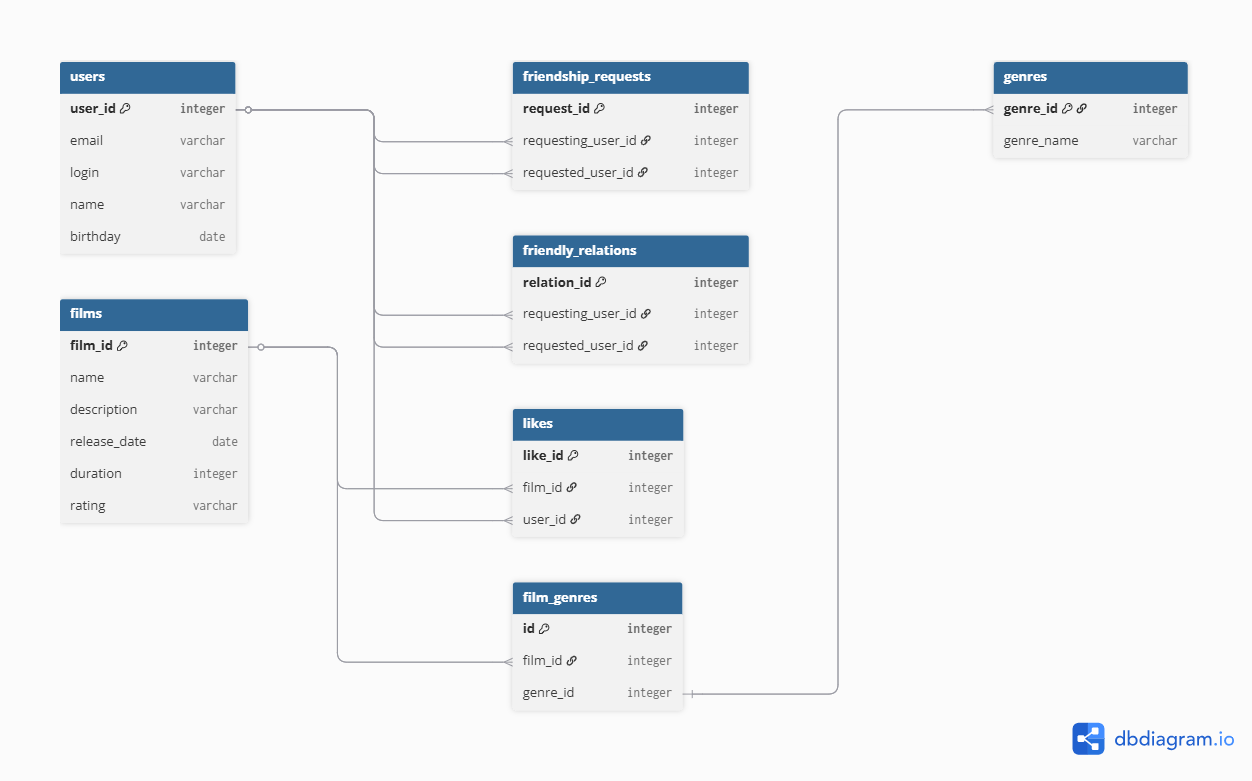 users
user_id integer
email varchar
login varchar
name varchar
birthday date
films
film_id integer
name varchar
description varchar
release_date date
duration integer
rating varchar
friendship_requests
request_id integer
requesting_user_id integer
requested_user_id integer
friendly_relations
relation_id integer
requesting_user_id integer
requested_user_id integer
likes
like_id integer
film_id integer
user_id integer
film_genres
id integer
film_id integer
genre_id integer
genres
genre_id integer
genre_name varchar
dbdiagram.io